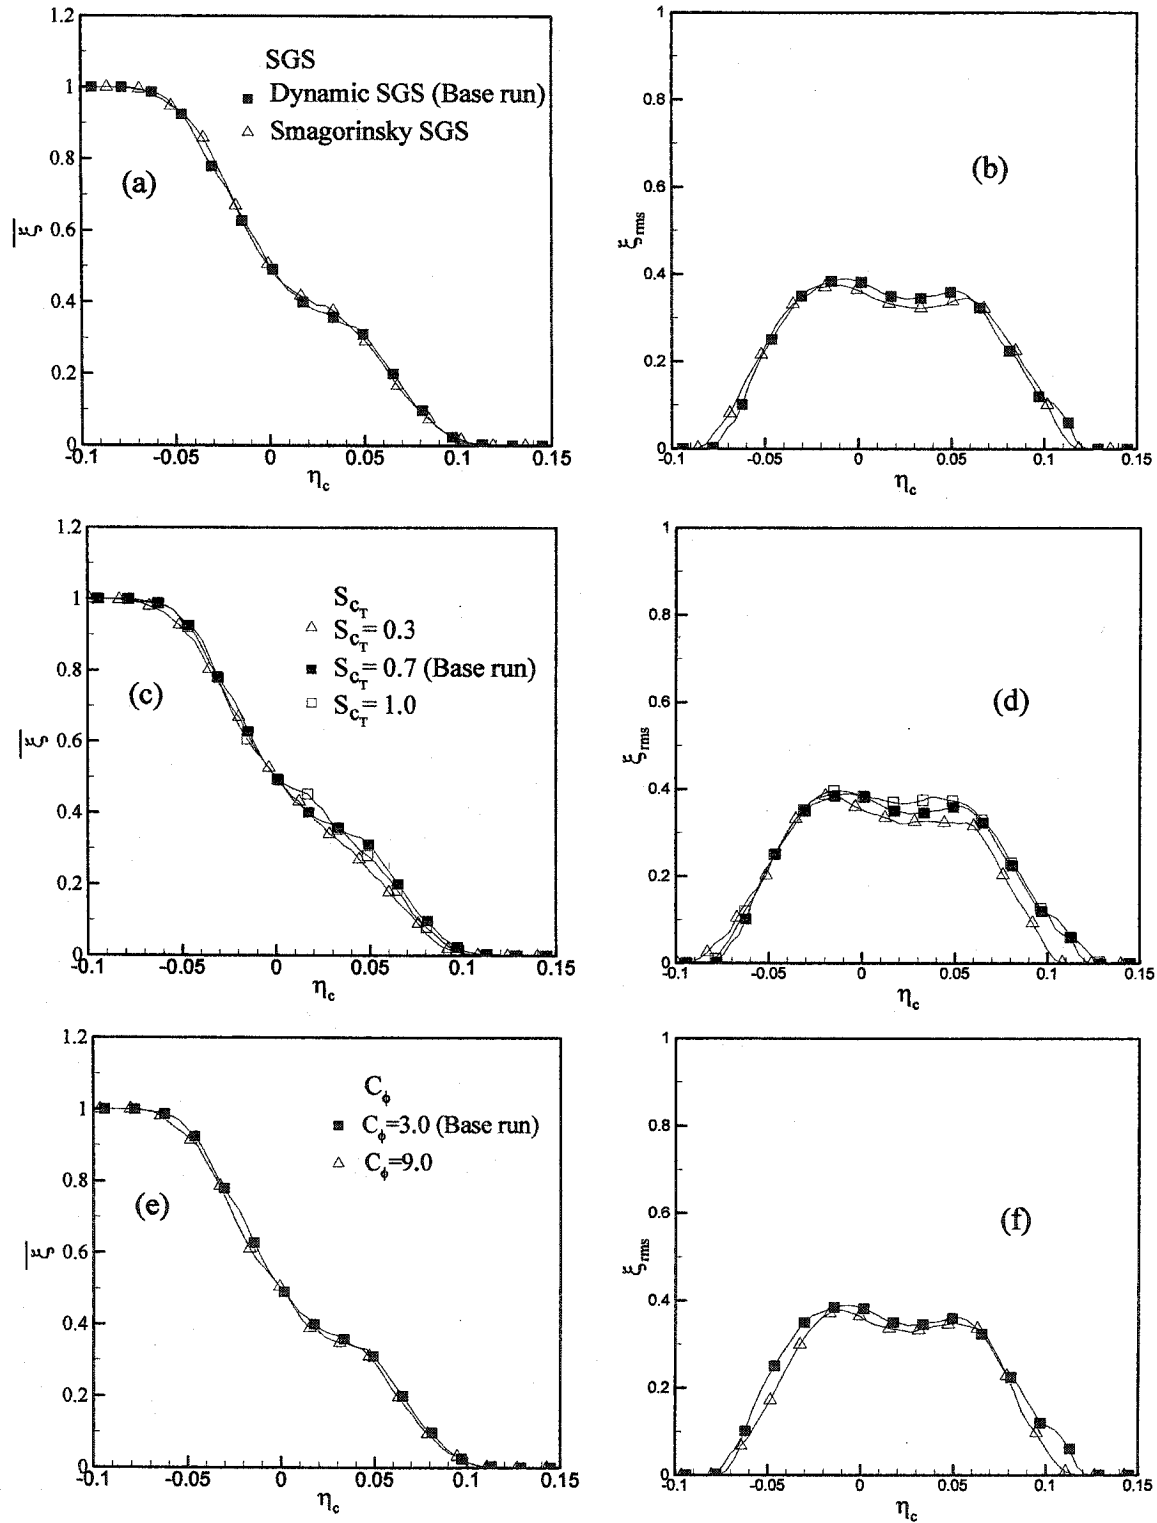 1.2
1
0.8
0.6
0.4
0.2
0
ξ
SGS
Dynamic SGS (Base run)
Smagorinsky SGS
(a)
-0.1 -0.05 0 0.05 0.1 0.15
η_c
1
0.8
0.6
0.4
0.2
0
ξ_rms
(b)
-0.1 -0.05 0 0.05 0.1 0.15
η_c
1.2
1
0.8
0.6
0.4
0.2
0
ξ
S_c_T
S_c_T= 0.3
S_c_T= 0.7 (Base run)
S_c_T= 1.0
(c)
-0.1 -0.05 0 0.05 0.1 0.15
η_c
1
0.8
0.6
0.4
0.2
0
ξ_rms
(d)
-0.1 -0.05 0 0.05 0.1 0.15
η_c
1.2
1
0.8
0.6
0.4
0.2
0
ξ
C_ϕ
C_ϕ=3.0 (Base run)
C_ϕ=9.0
(e)
-0.1 -0.05 0 0.05 0.1 0.15
η_c
1
0.8
0.6
0.4
0.2
0
ξ_rms
(f)
-0.1 -0.05 0 0.05 0.1 0.15
η_c